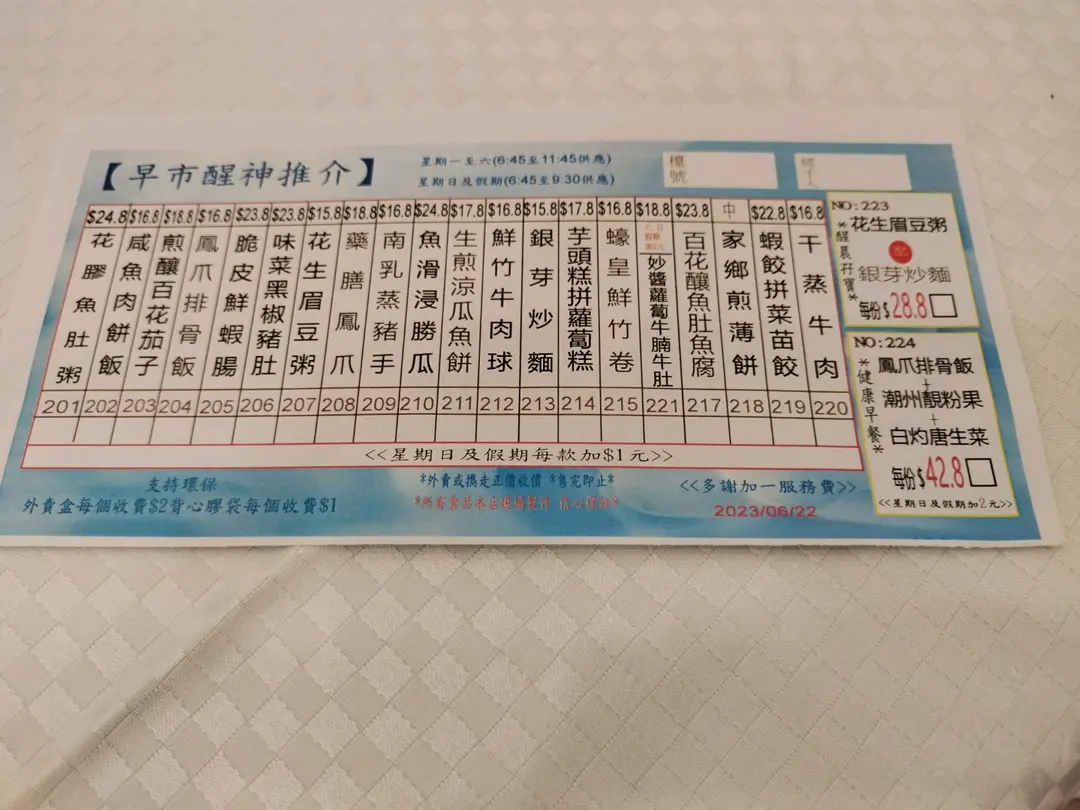 【早市醒神推介】
星期一至六(6:45至11:45供應)
星期日及假期(6:45至9:30供應)
檯號
$24.8 花膠魚肚粥 201
$16.8 咸魚肉餅飯 202
$18.8 煎釀百花茄子 203
$16.8 鳳爪排骨飯 204
$23.8 脆皮鮮蝦腸 205
$23.8 味菜黑椒豬肚 206
$15.8 花生眉豆粥 207
$18.8 藥膳鳳爪 208
$16.8 南乳蒸豬手 209
$24.8 魚滑浸勝瓜 210
$17.8 生煎涼瓜魚餅 211
$16.8 鮮竹牛肉球 212
$15.8 銀芽炒麵 213
$17.8 芋頭糕拼蘿蔔糕 214
$16.8 蠔皇鮮竹卷 215
$18.8 妙醬蘿蔔牛腩牛肚 221
$23.8 百花釀魚肚魚腐 217
中 家鄉煎薄餅 218
$22.8 蝦餃拼菜苗餃 219
$16.8 干蒸牛肉 220
<<星期日及假期每款加$1元>>
支持環保
外賣盒每個收費$2背心膠袋每個收費$1
*外賣或攜走正價收價 *售完即止*
*所有食品本店
<<多謝加一服務費>>
2023/06/22
NO:223
*醒晨孖寶*
花生眉豆粥
配
銀芽炒麵
每份$28.8
NO:224
*健康早餐*
鳳爪排骨飯
+
潮州靚粉果
+
白灼唐生菜
每份$42.8
<<星期日及假期加2元>>